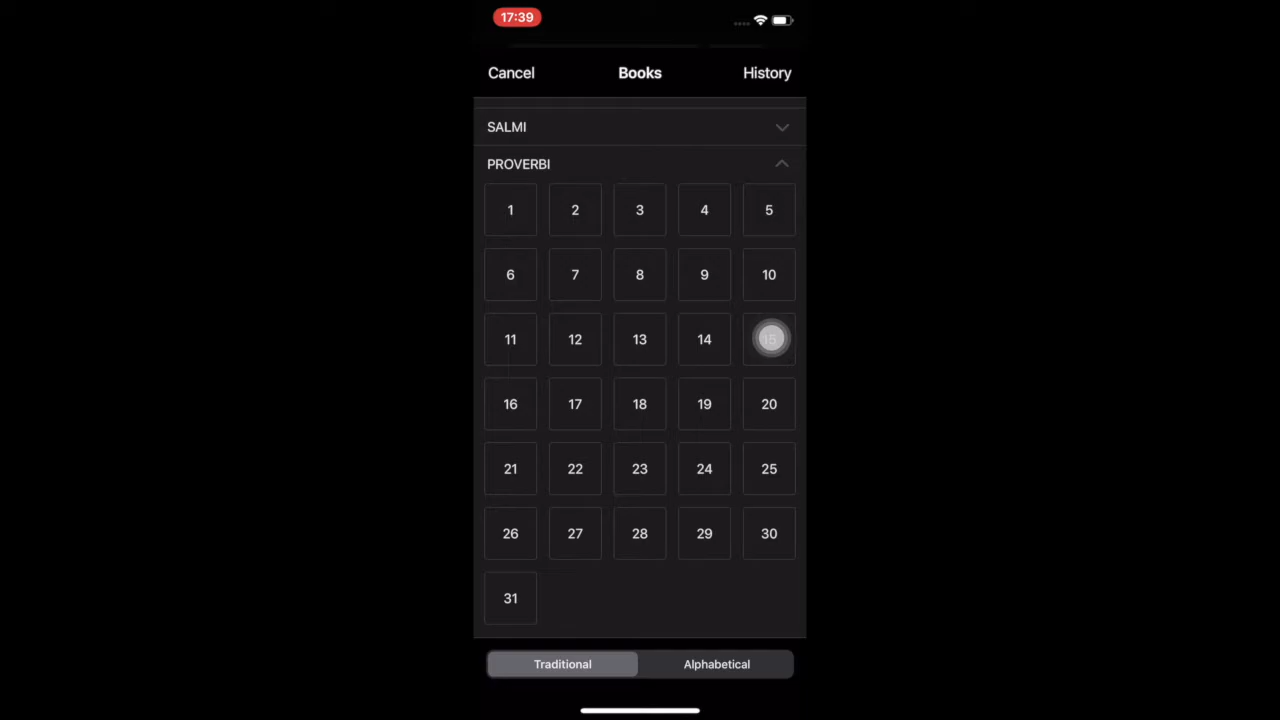 17:39
Cancel Books History
SALMI
PROVERBI
1 2 3 4 5
6 7 8 9 10
11 12 13 14 15
16 17 18 19 20
21 22 23 24 25
26 27 28 29 30
31
Traditional Alphabetical